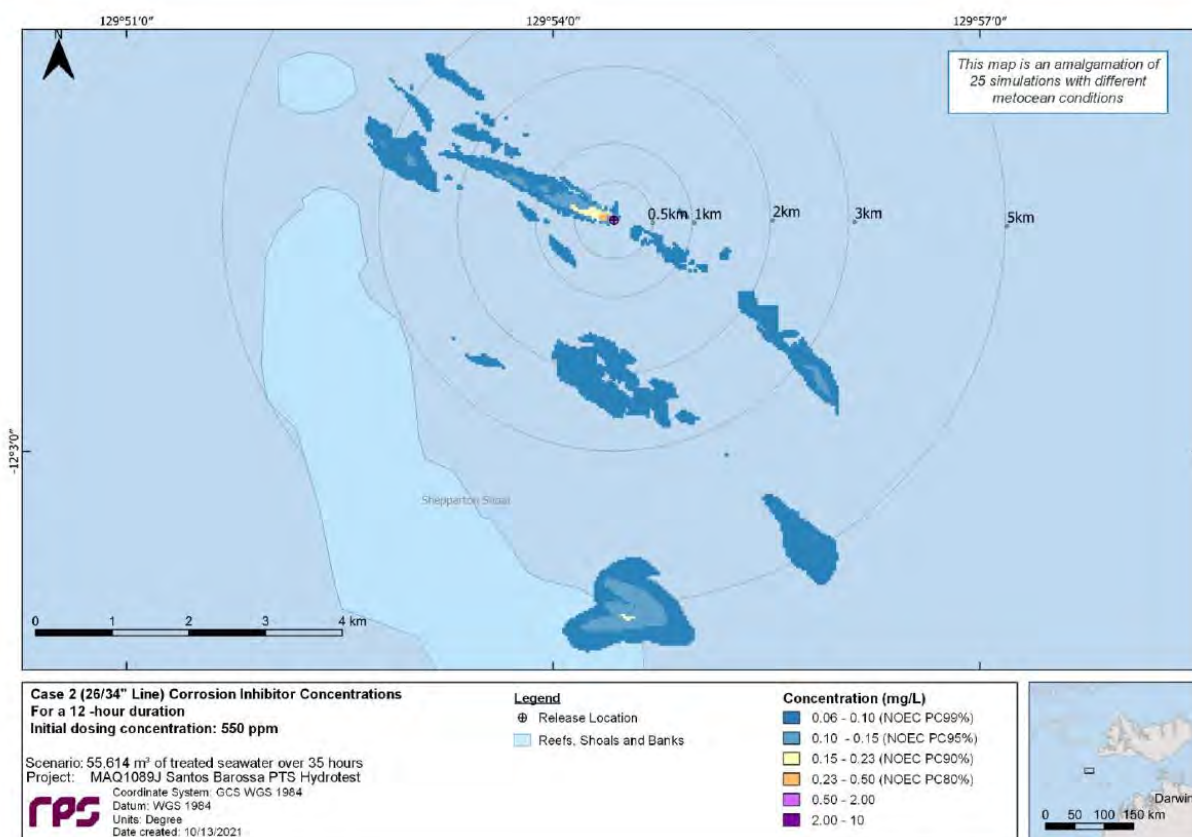 129°51'0"
129°54'0"
129°57'0"
N
This map is an amalgamation of
25 simulations with different
metocean conditions
0.5km
1km
2km
3km
5km
-12°3'0"
Shepparton Shoal
0 1 2 3 4 km
Case 2 (26/34" Line) Corrosion Inhibitor Concentrations
For a 12 -hour duration
Initial dosing concentration: 550 ppm
Scenario: 55,614 m³ of treated seawater over 35 hours
Project: MAQ1089J Santos Barossa PTS Hydrotest
rps
Coordinate System: GCS WGS 1984
Datum: WGS 1984
Units: Degree
Date created: 10/13/2021
Legend
Release Location
Reefs, Shoals and Banks
Concentration (mg/L)
0.06 - 0.10 (NOEC PC99%)
0.10 - 0.15 (NOEC PC95%)
0.15 - 0.23 (NOEC PC90%)
0.23 - 0.50 (NOEC PC80%)
0.50 - 2.00
2.00 - 10
Darwin
0 50 100 150 km